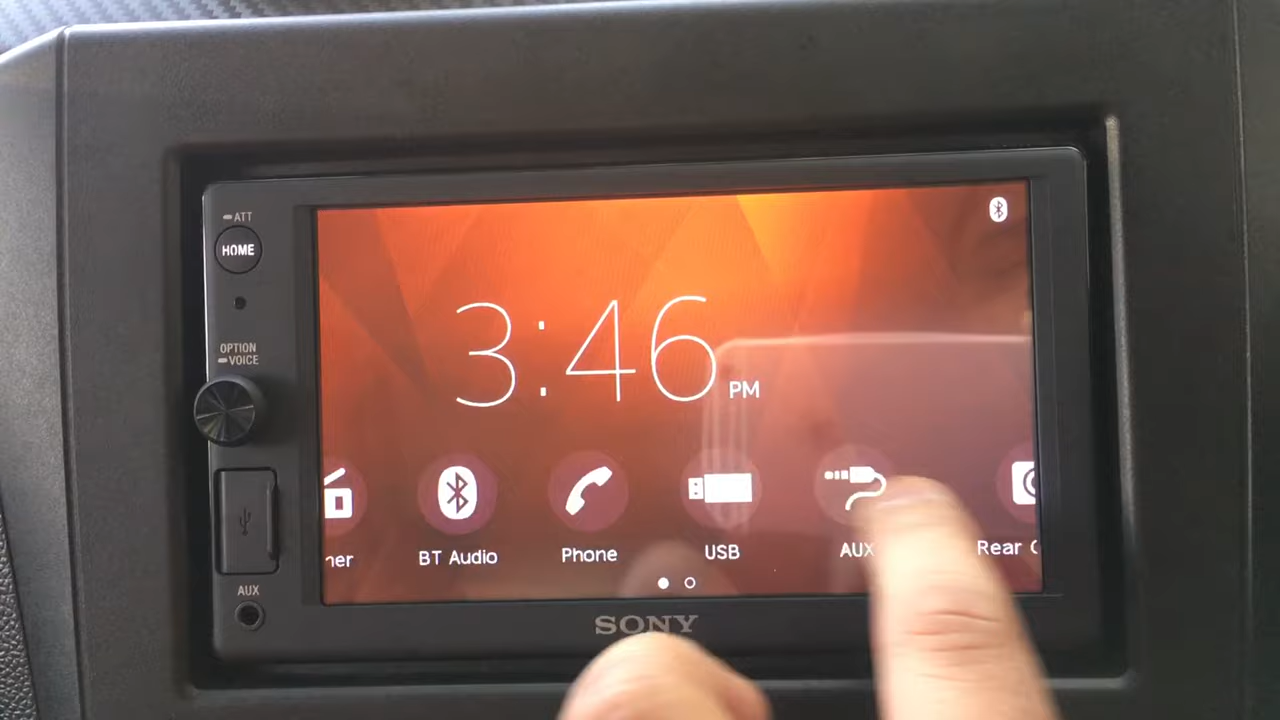 ATT
HOME
OPTION
VOICE
AUX
3:46 PM
ner
BT Audio
Phone
USB
AUX
Rear C
SONY